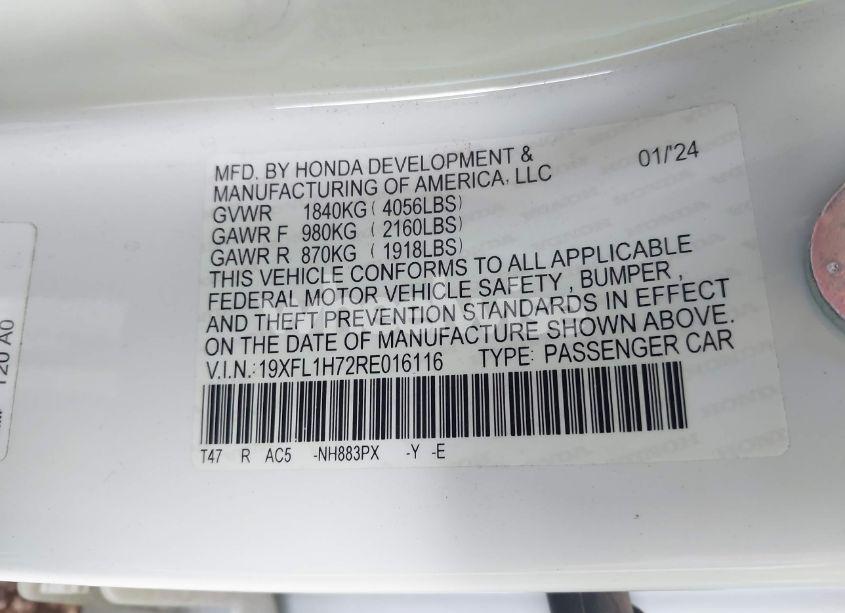 MFD. BY HONDA DEVELOPMENT & 01/'24
MANUFACTURING OF AMERICA, LLC
GVWR 1840KG ( 4056LBS)
GAWR F 980KG ( 2160LBS)
GAWR R 870KG ( 1918LBS)
THIS VEHICLE CONFORMS TO ALL APPLICABLE
FEDERAL MOTOR VEHICLE SAFETY , BUMPER ,
AND THEFT PREVENTION STANDARDS IN EFFECT
ON THE DATE OF MANUFACTURE SHOWN ABOVE.
V.I.N.: 19XFL1H72RE016116 TYPE: PASSENGER CAR
T47 R AC5 -NH883PX -Y -E
T20 A0